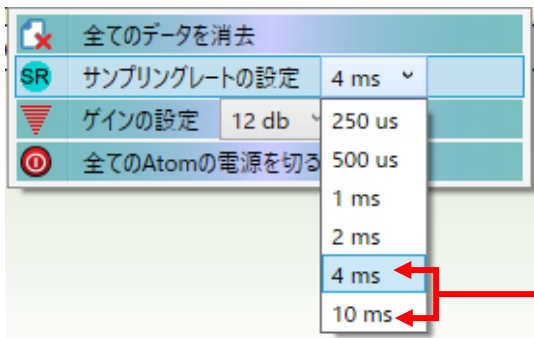 全てのデータを消去
SR サンプリングレートの設定 4 ms
ゲインの設定 12 db
250 us
500 us
全てのAtomの電源を切る
1 ms
2 ms
4 ms
10 ms